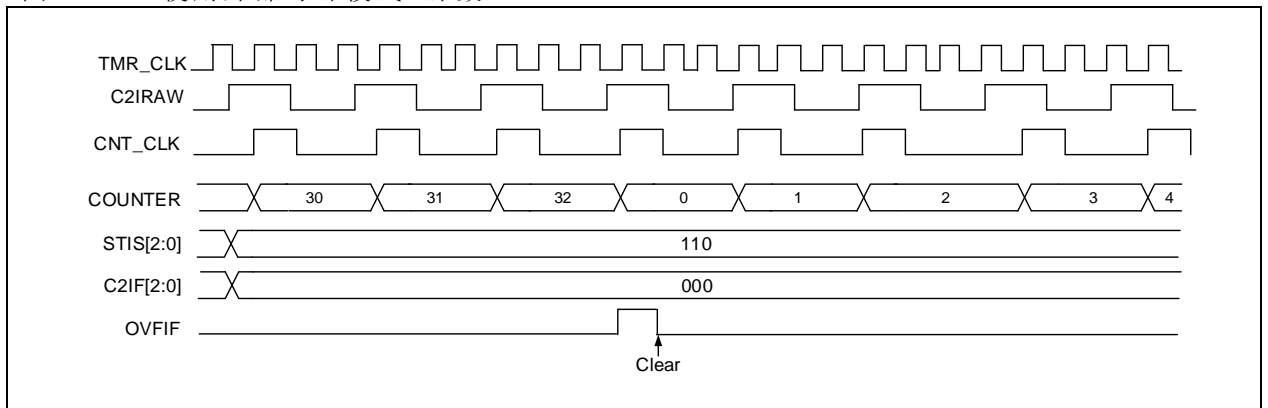 TMR_CLK
C2IRAW
CNT_CLK
COUNTER 30 31 32 0 1 2 3 4
STIS[2:0] 110
C2IF[2:0] 000
OVFIF
Clear